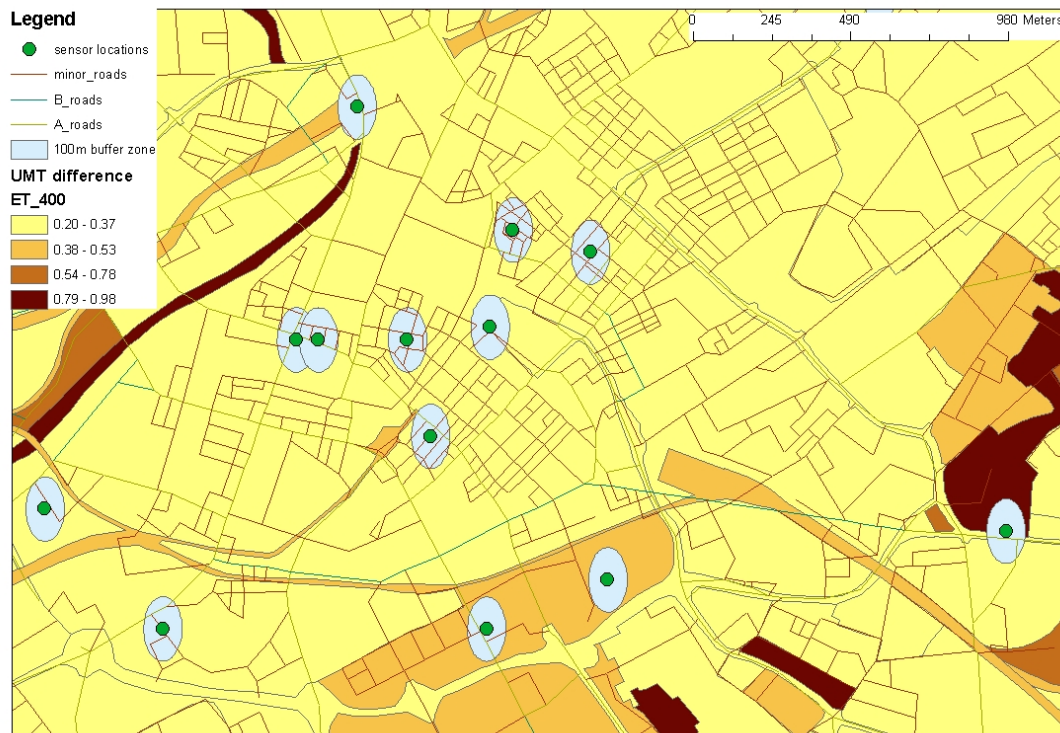 Legend
sensor locations
minor_roads
B_roads
A_roads
100m buffer zone
UMT difference
ET_400
0.20 - 0.37
0.38 - 0.53
0.54 - 0.78
0.79 - 0.98
0 245 490 980 Meters